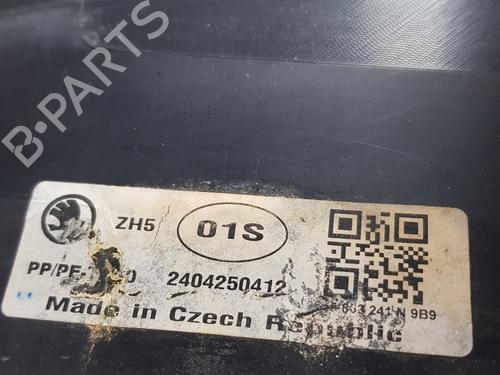 B-PARTS
ZH5
01S
2404250412
241 N 9B9
Made in Czech Republic